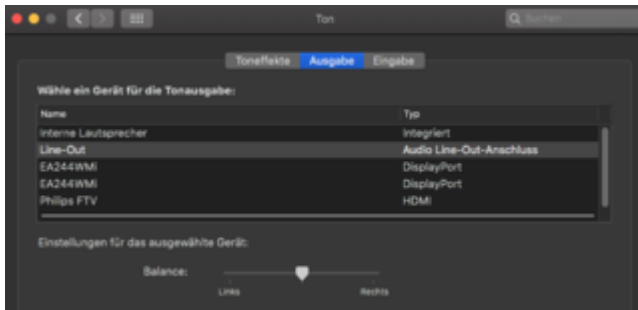 Ton
Suchen
Toneffekte Ausgabe Eingabe
Wähle ein Gerät für die Tonausgabe:
Name Typ
Interne Lautsprecher Integriert
Line-Out Audio Line-Out-Anschluss
EA244WMi DisplayPort
EA244WMi DisplayPort
Philips FTV HDMI
Einstellungen für das ausgewählte Gerät:
Balance:
Links Rechts